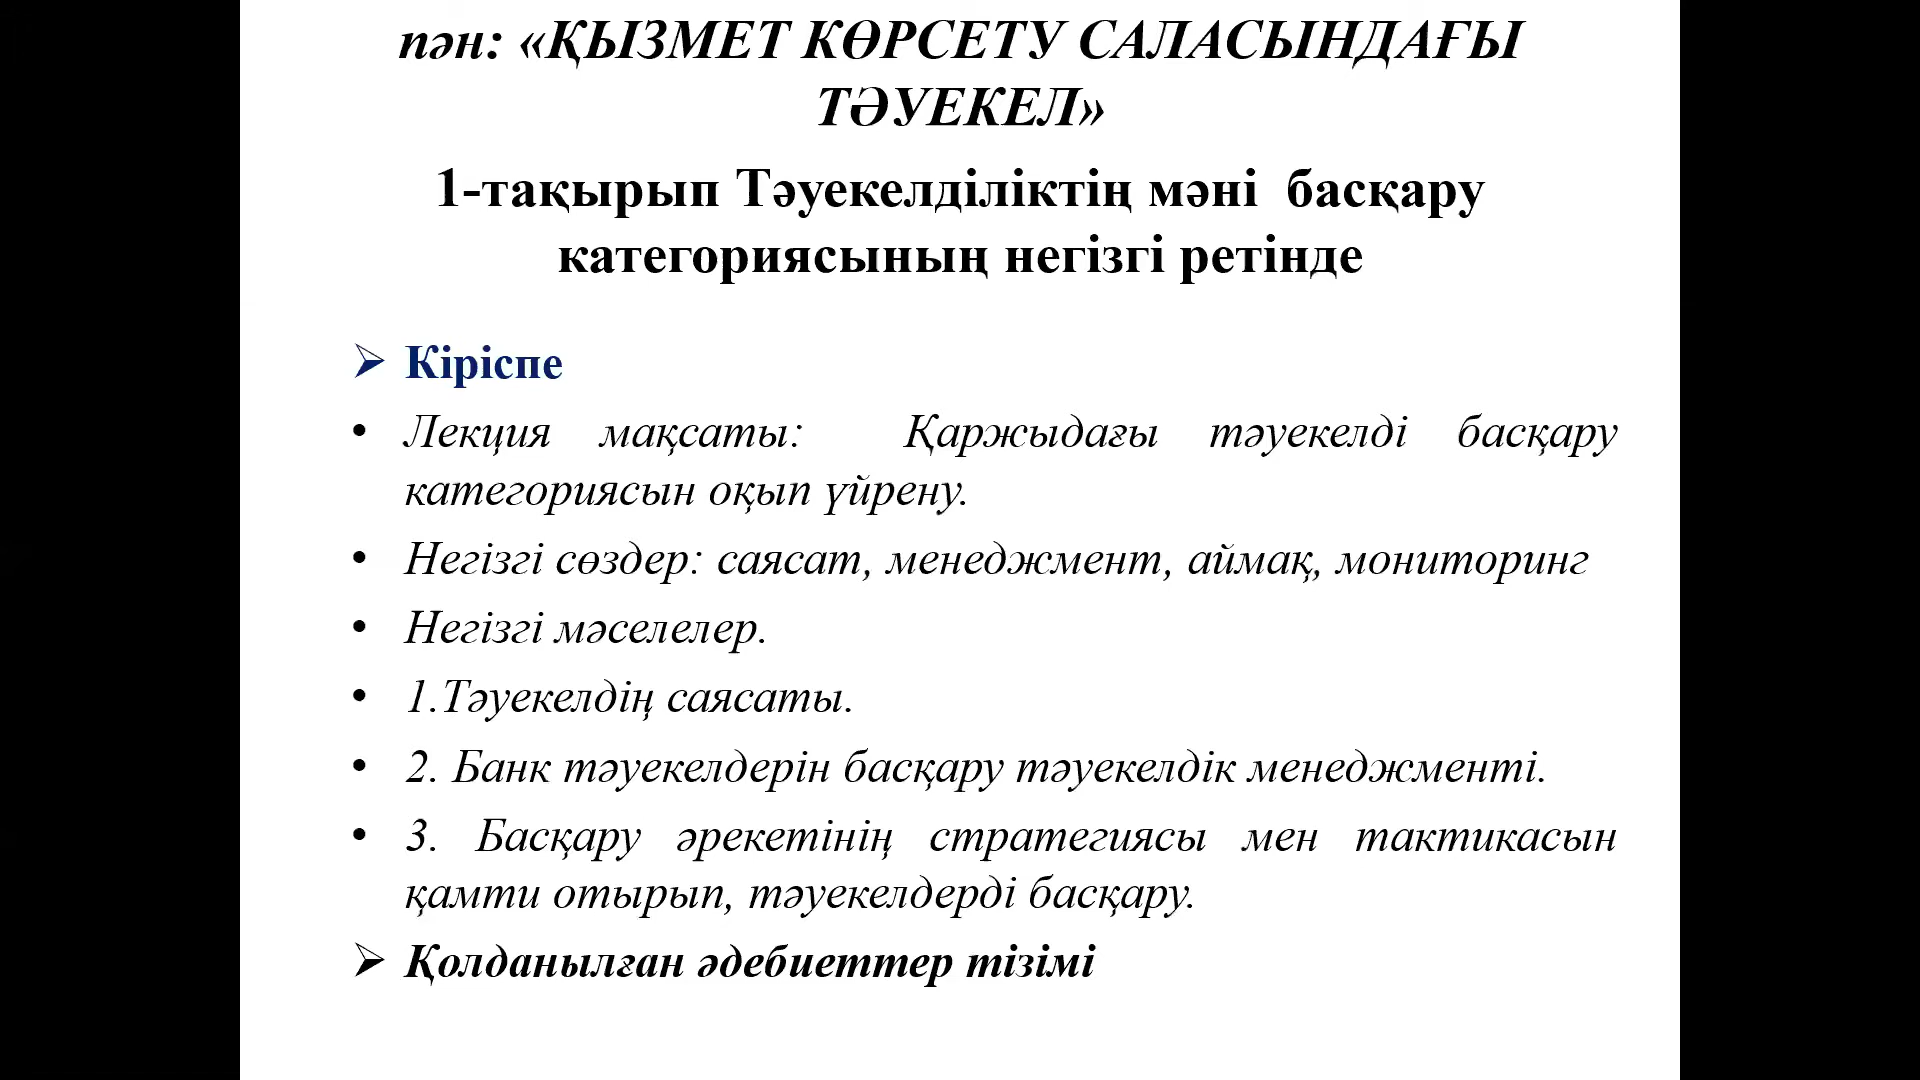 пән: «ҚЫЗМЕТ КӨРСЕТУ САЛАСЫНДАҒЫ
ТӘУЕКЕЛ»
1-тақырып Тәуекелділіктің мәні  басқару
категориясының негізгі ретінде
➢ Кіріспе
• Лекция мақсаты: Қаржыдағы тәуекелді басқару
категориясын оқып үйрену.
• Негізгі сөздер: саясат, менеджмент, аймақ, мониторинг
• Негізгі мәселелер.
• 1.Тәуекелдің саясаты.
• 2. Банк тәуекелдерін басқару тәуекелдік менеджменті.
• 3. Басқару әрекетінің стратегиясы мен тактикасын
қамти отырып, тәуекелдерді басқару.
➢ Қолданылған әдебиеттер тізімі